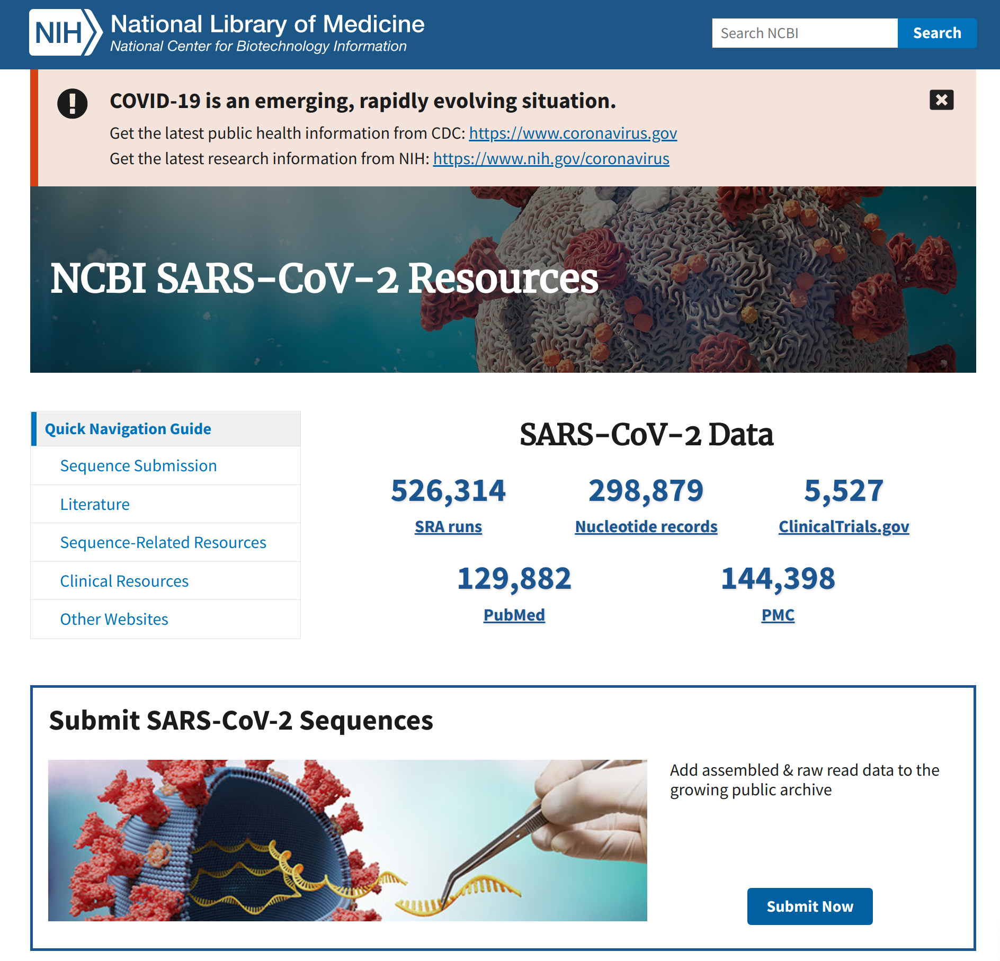 NIH National Library of Medicine
National Center for Biotechnology Information
Search NCBI
Search
COVID-19 is an emerging, rapidly evolving situation.
Get the latest public health information from CDC: https://www.coronavirus.gov
Get the latest research information from NIH: https://www.nih.gov/coronavirus
NCBI SARS-CoV-2 Resources
Quick Navigation Guide
Sequence Submission
Literature
Sequence-Related Resources
Clinical Resources
Other Websites
SARS-CoV-2 Data
526,314
SRA runs
298,879
Nucleotide records
5,527
ClinicalTrials.gov
129,882
PubMed
144,398
PMC
Submit SARS-CoV-2 Sequences
Add assembled & raw read data to the
growing public archive
Submit Now